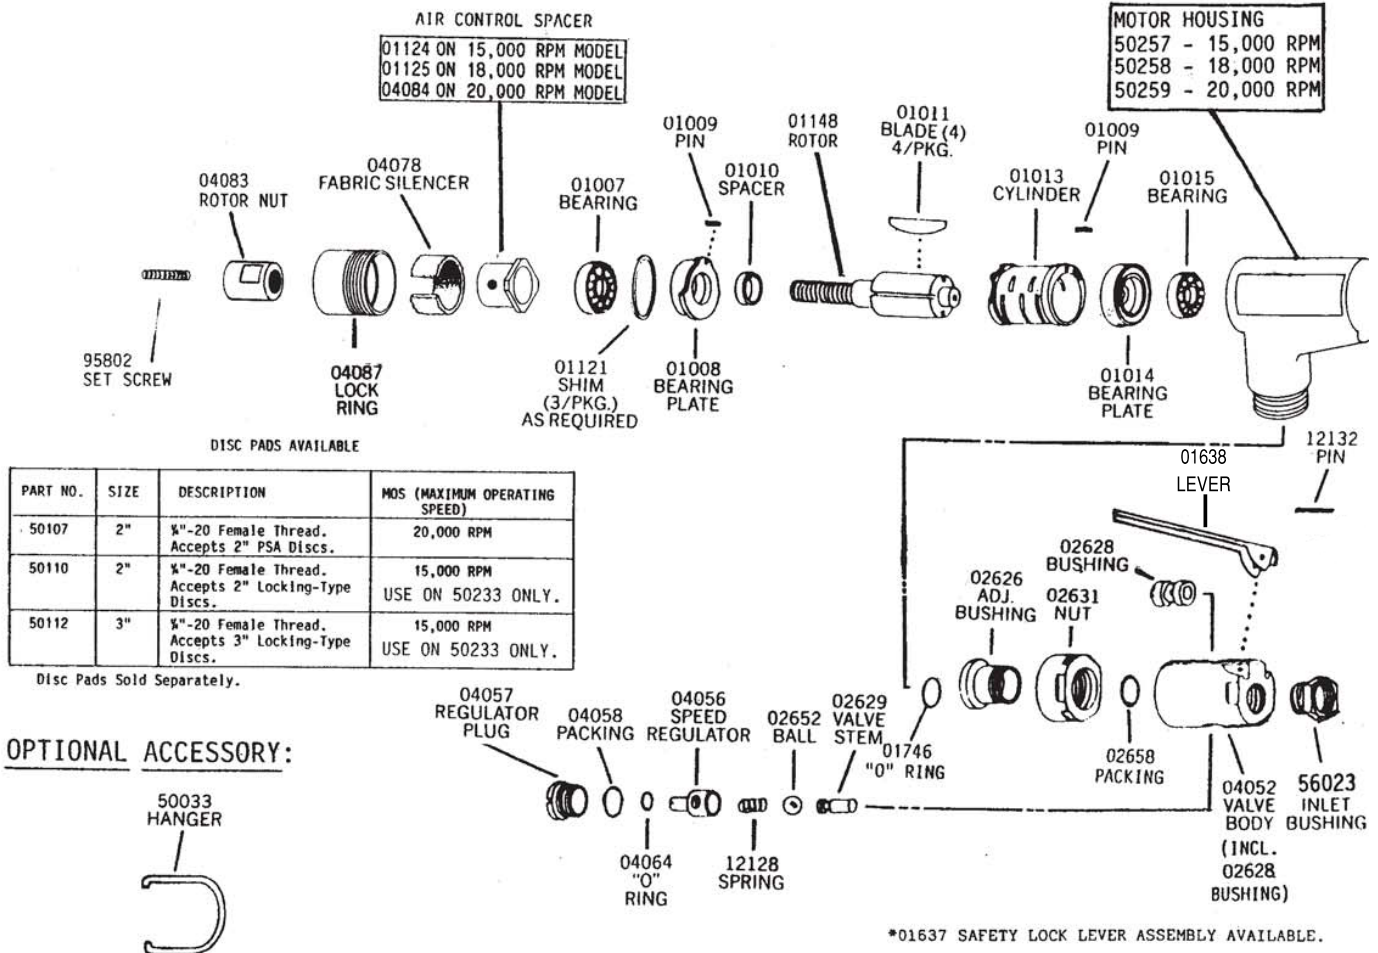 AIR CONTROL SPACER
01124 ON 15,000 RPM MODEL
01125 ON 18,000 RPM MODEL
04084 ON 20,000 RPM MODEL
MOTOR HOUSING
50257 - 15,000 RPM
50258 - 18,000 RPM
50259 - 20,000 RPM
04083
ROTOR NUT
04078
FABRIC SILENCER
01007
BEARING
01009
PIN
01010
SPACER
01148
ROTOR
01011
BLADE (4)
4/PKG.
01013
CYLINDER
01009
PIN
01015
BEARING
95802
SET SCREW
04087
LOCK
RING
01121
SHIM
(3/PKG.)
AS REQUIRED
01008
BEARING
PLATE
01014
BEARING
PLATE
DISC PADS AVAILABLE
PART NO.
SIZE
DESCRIPTION
MOS (MAXIMUM OPERATING
SPEED)
50107
2"
¼"-20 Female Thread.
Accepts 2" PSA Discs.
20,000 RPM
50110
2"
¼"-20 Female Thread.
Accepts 2" Locking-Type
Discs.
15,000 RPM
USE ON 50233 ONLY.
50112
3"
¼"-20 Female Thread.
Accepts 3" Locking-Type
Discs.
15,000 RPM
USE ON 50233 ONLY.
Disc Pads Sold Separately.
01638
LEVER
12132
PIN
02628
BUSHING
02626
ADJ.
BUSHING
02631
NUT
04057
REGULATOR
PLUG
04058
PACKING
04056
SPEED
REGULATOR
02652
BALL
02629
VALVE
STEM
01746
"O" RING
02658
PACKING
04052
VALVE
BODY
(INCL.
02628
BUSHING)
56023
INLET
BUSHING
04064
"O"
RING
12128
SPRING
OPTIONAL ACCESSORY:
50033
HANGER
*01637 SAFETY LOCK LEVER ASSEMBLY AVAILABLE.